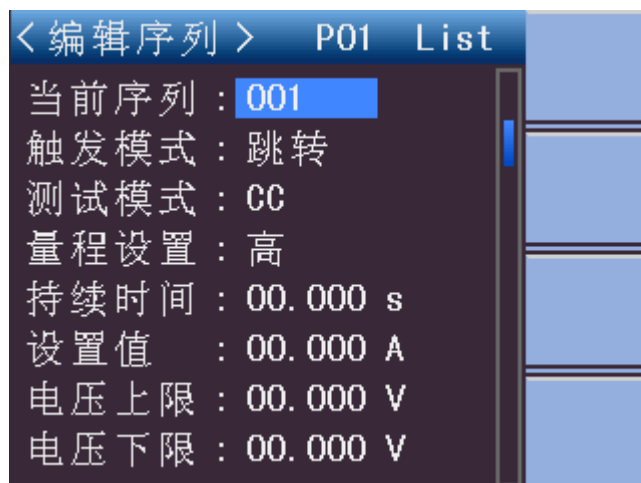 <编辑序列> P01 List
当前序列：001
触发模式：跳转
测试模式：CC
量程设置：高
持续时间：00.000 s
设置值 ：00.000 A
电压上限：00.000 V
电压下限：00.000 V